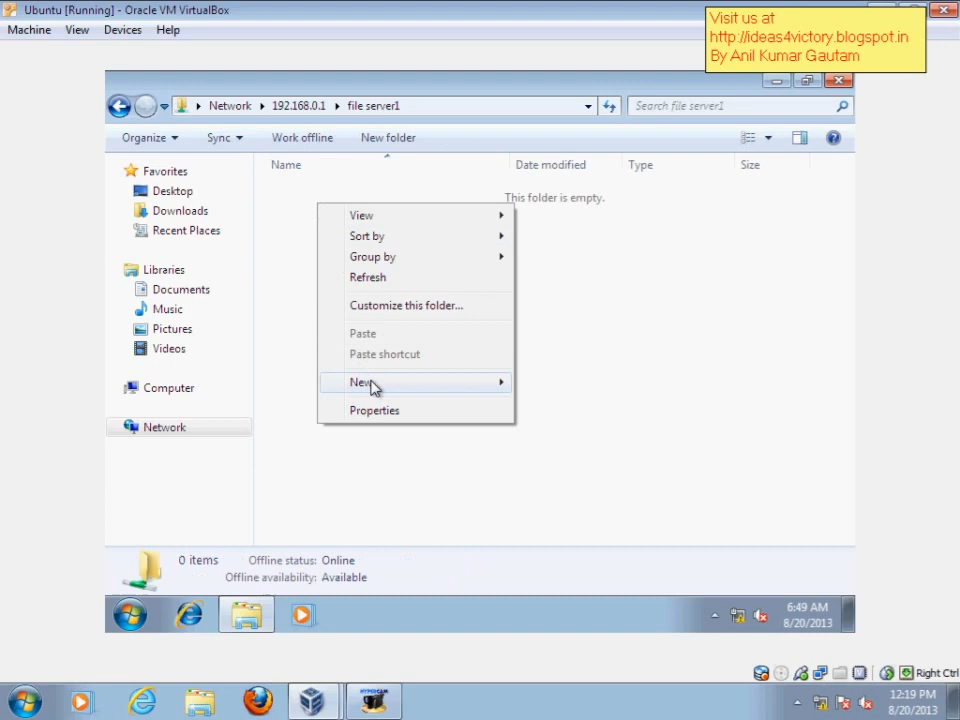 Ubuntu [Running] - Oracle VM VirtualBox
Machine View Devices Help
Visit us at
http://ideas4victory.blogspot.in
By Anil Kumar Gautam
Network 192.168.0.1 file server1
Search file server1
Organize Sync Work offline New folder
Name Date modified Type Size
This folder is empty.
Favorites
Desktop
Downloads
Recent Places
Libraries
Documents
Music
Pictures
Videos
Computer
Network
View
Sort by
Group by
Refresh
Customize this folder...
Paste
Paste shortcut
New
Properties
0 items Offline status: Online
Offline availability: Available
6:49 AM
8/20/2013
Right Ctrl
HYPERCAM
12:19 PM
8/20/2013